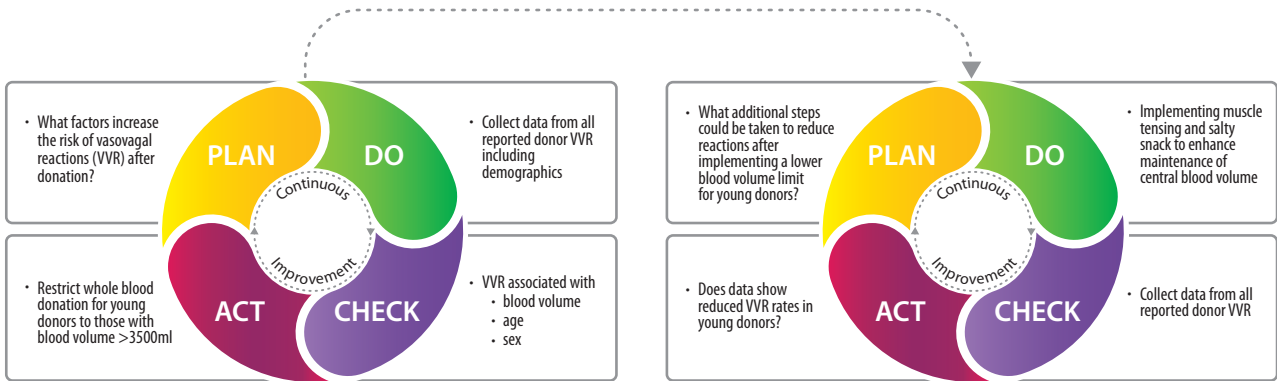 • What factors increase
the risk of vasovagal
reactions (VVR) after
donation?
PLAN
DO
• Collect data from all
reported donor VVR
including
demographics
Continuous
Improvement
• Restrict whole blood
donation for young
donors to those with
blood volume >3500ml
ACT
CHECK
• VVR associated with
• blood volume
• age
• sex
• What additional steps
could be taken to reduce
reactions after
implementing a lower
blood volume limit
for young donors?
PLAN
DO
• Implementing muscle
tensing and salty
snack to enhance
maintenance of
central blood volume
Continuous
Improvement
• Does data show
reduced VVR rates in
young donors?
ACT
CHECK
• Collect data from all
reported donor VVR